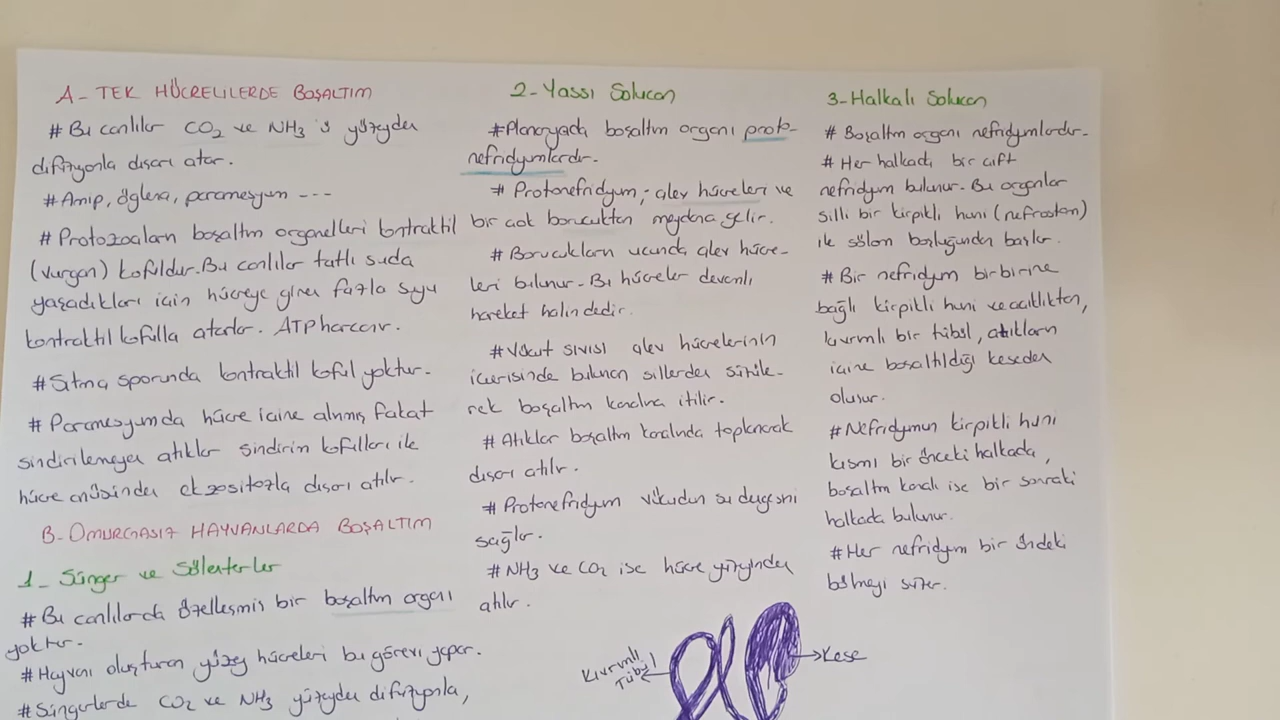 A- TEK HÜCRELİLERDE BOŞALTIM
# Bu canlılar CO₂ ve NH₃'ü yüzeyden
difüzyonla dışarı atar.
# Amip, öglena, paramesyum ---
# Protozoaların boşaltım organelleri kontraktil
(vurgan) kofuldur. Bu canlılar tatlı suda
yaşadıkları için hücreye giren fazla suyu
kontraktil kofulla atarlar. ATP harcanır.
# Sıtma sporunda kontraktil koful yoktur.
# Paramesyumda hücre içine alınmış fakat
sindirilemeyen atıklar sindirim kofulları ile
hücre anüsünden ekzositozla dışarı atılır.
B- OMURGASIZ HAYVANLARDA BOŞALTIM
1- Sünger ve Sölenterler
# Bu canlılarda özelleşmiş bir boşaltım organı
yoktur.
# Hayvanı oluşturan yüzey hücreleri bu görevi yapar.
# Süngerlerde CO₂ ve NH₃ yüzeyden difüzyonla,
2- Yassı Solucan
# Planaryada boşaltım organı proto-
nefridyumlardır.
# Protonefridyum; alev hücreleri ve
bir çok borucuktan meydana gelir.
# Borucukların ucunda alev hücre-
leri bulunur. Bu hücreler devamlı
hareket halindedir.
# Vücut sıvısı alev hücrelerinin
içerisinde bulunan sillerden süzüle-
rek boşaltım kanalına itilir.
# Atıklar boşaltım kanalında toplanarak
dışarı atılır.
# Protonefridyum vücudun su dengesini
sağlar.
# NH₃ ve CO₂ ise hücre yüzeyinden
atılır.
3- Halkalı Solucan
# Boşaltım organı nefridyumlardır.
# Her halkada bir çift
nefridyum bulunur. Bu organlar
silli bir kirpikli huni (nefrostom)
ile sölom boşluğundan başlar.
# Bir nefridyum birbirine
bağlı kirpikli huni ve açıklıktan,
kıvrımlı bir tübül, atıkların
içine boşaltıldığı keseden
oluşur.
# Nefridyumun kirpikli huni
kısmı bir önceki halkada,
boşaltım kanalı ise bir sonraki
halkada bulunur.
# Her nefridyum bir öndeki
bölmeyi süzer.
Kıvrımlı
Tübül
Kese